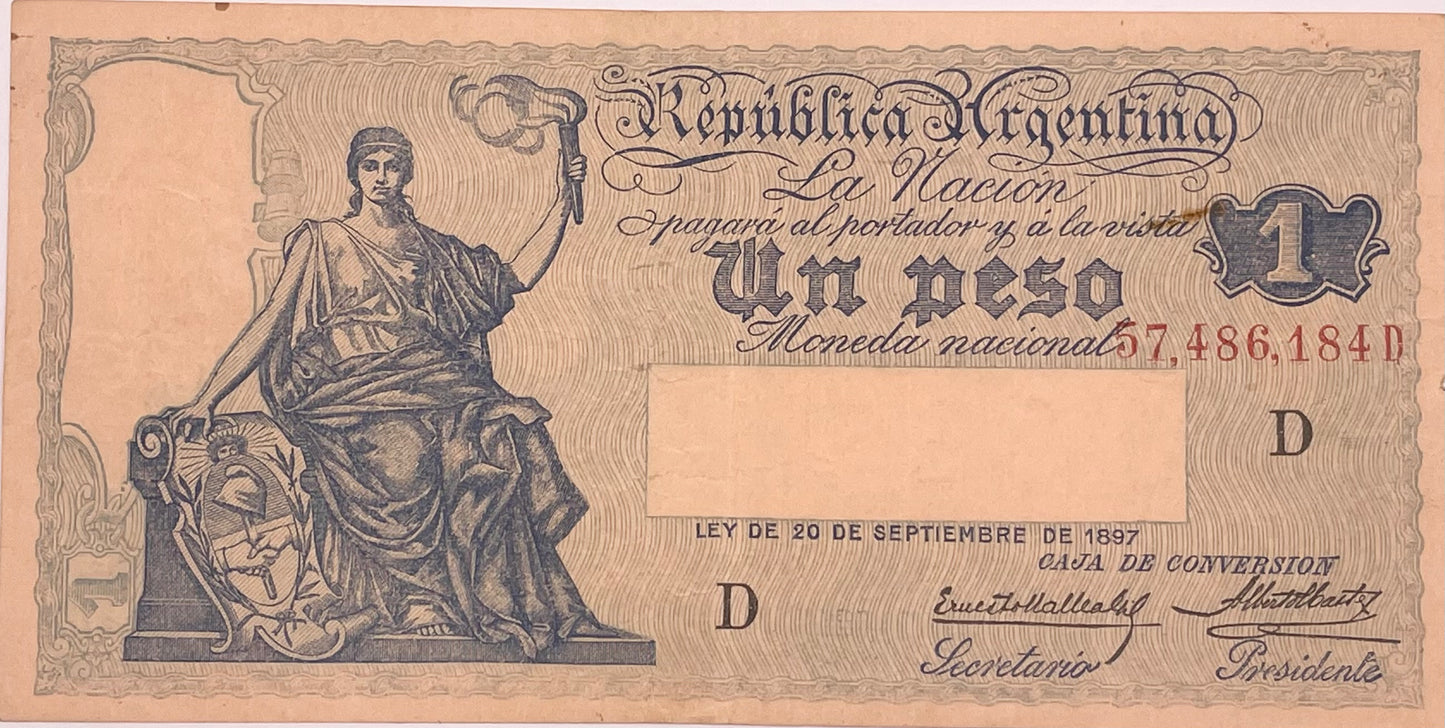 República Argentina
La Nación
pagará al portador y á la vista
1
Un peso
Moneda nacional
57,486,184 D
D
LEY DE 20 DE SEPTIEMBRE DE 1897
CAJA DE CONVERSION
D
Secretario
Presidente
1